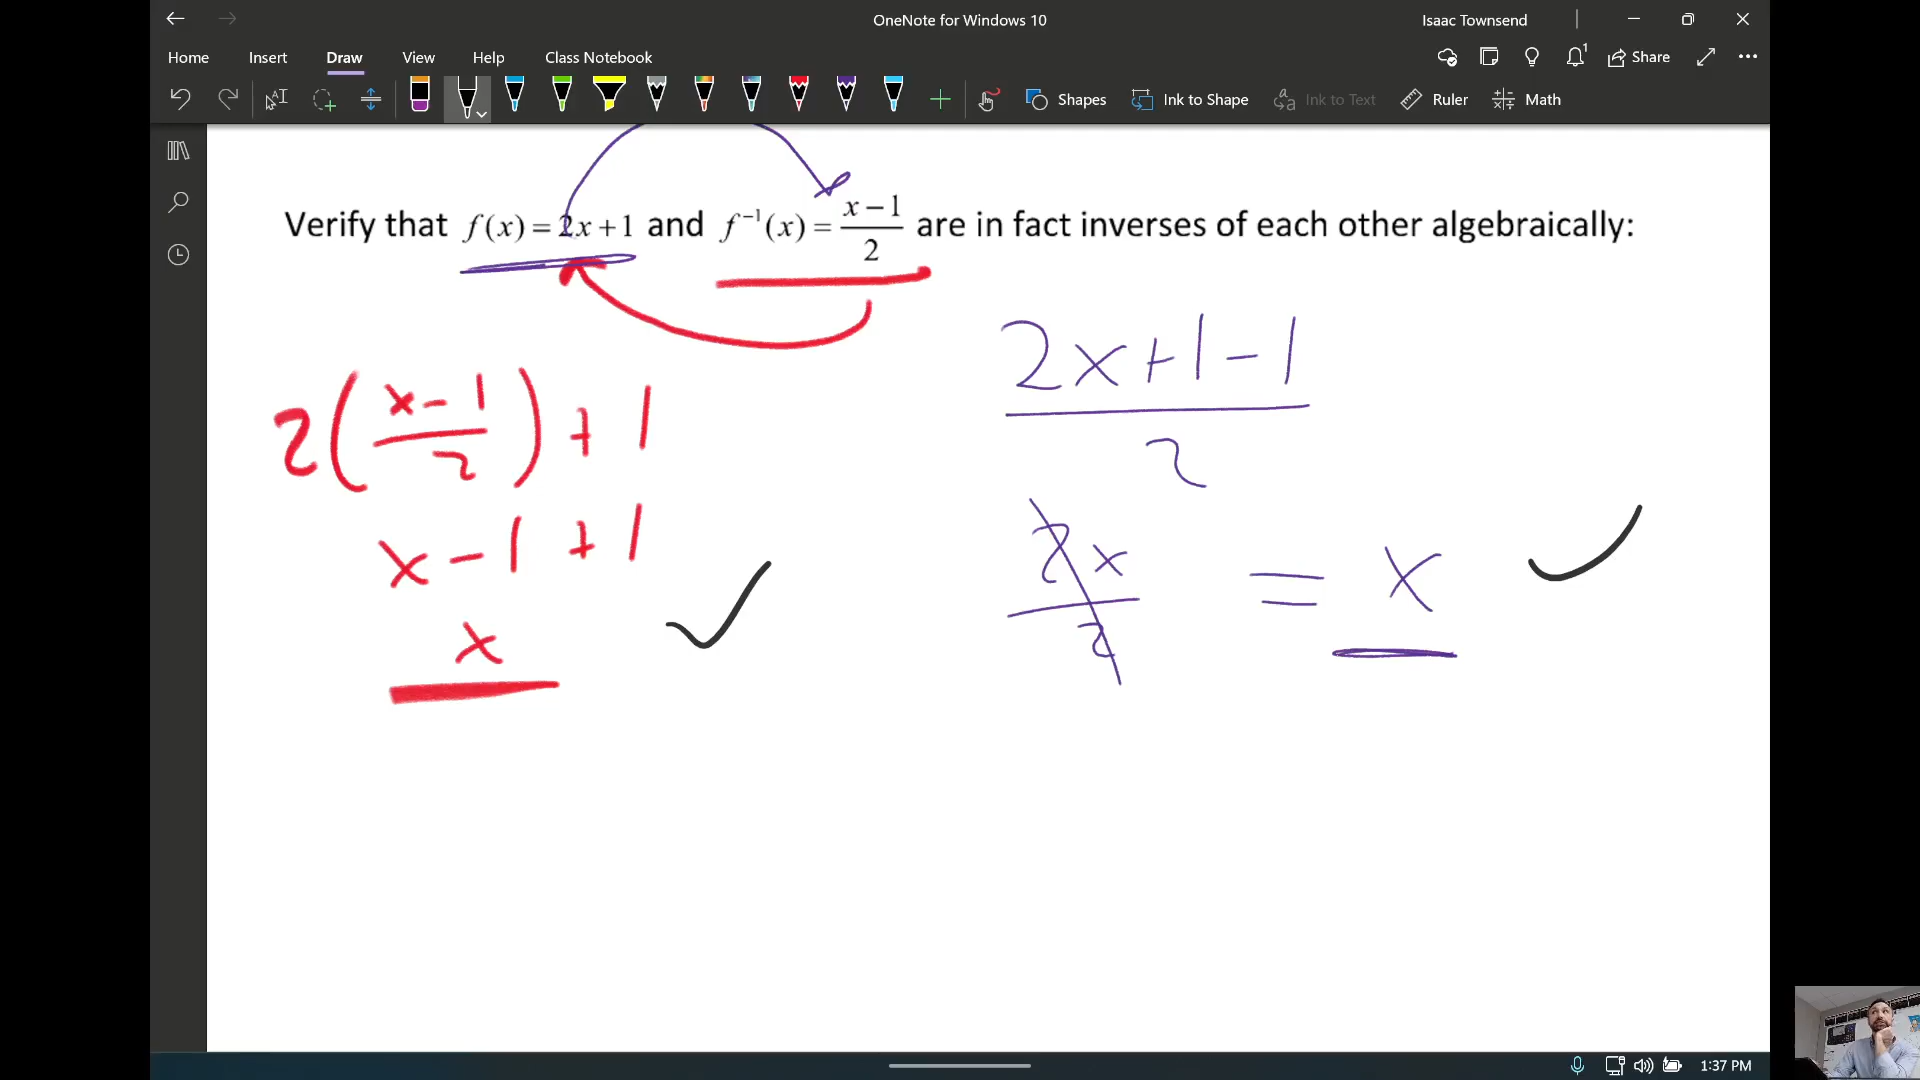 OneNote for Windows 10
Isaac Townsend
Home Insert Draw View Help Class Notebook
1
Share
Shapes Ink to Shape Ink to Text Ruler Math
Verify that f(x) = 2x + 1 and f⁻¹(x) = (x − 1)/2 are in fact inverses of each other algebraically:
2((x − 1)/2) + 1
x − 1 + 1
x
(2x + 1 − 1)/2
2x/2 = x
1:37 PM